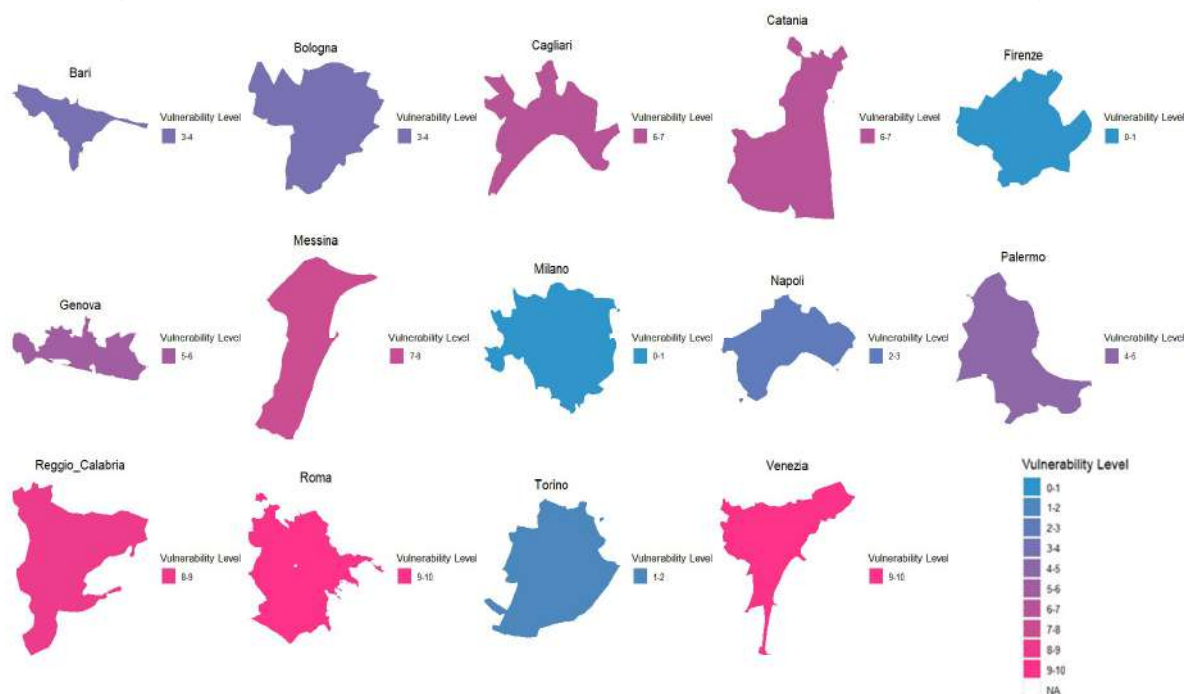 Bari
Vulnerability Level
3-4
Bologna
Vulnerability Level
3-4
Cagliari
Vulnerability Level
6-7
Catania
Vulnerability Level
6-7
Firenze
Vulnerability Level
0-1
Genova
Vulnerability Level
5-6
Messina
Vulnerability Level
7-8
Milano
Vulnerability Level
0-1
Napoli
Vulnerability Level
2-3
Palermo
Vulnerability Level
4-5
Reggio_Calabria
Vulnerability Level
8-9
Roma
Vulnerability Level
9-10
Torino
Vulnerability Level
1-2
Venezia
Vulnerability Level
9-10
Vulnerability Level
0-1
1-2
2-3
3-4
4-5
5-6
6-7
7-8
8-9
9-10
NA